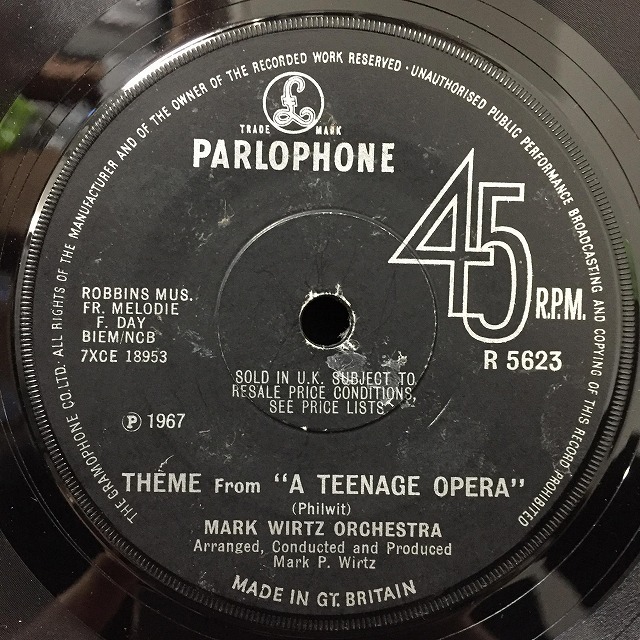 THE GRAMOPHONE CO. LTD. ALL RIGHTS OF THE MANUFACTURER AND OF THE OWNER OF THE RECORDED WORK RESERVED · UNAUTHORISED PUBLIC PERFORMANCE BROADCASTING AND COPYING OF THIS RECORD PROHIBITED
£
TRADE MARK
PARLOPHONE
45 R.P.M.
ROBBINS MUS.
FR. MELODIE
F. DAY
BIEM/NCB
7XCE 18953
R 5623
SOLD IN U.K. SUBJECT TO
RESALE PRICE CONDITIONS,
SEE PRICE LISTS
℗ 1967
THEME From "A TEENAGE OPERA"
(Philwit)
MARK WIRTZ ORCHESTRA
Arranged, Conducted and Produced
Mark P. Wirtz
MADE IN GT. BRITAIN